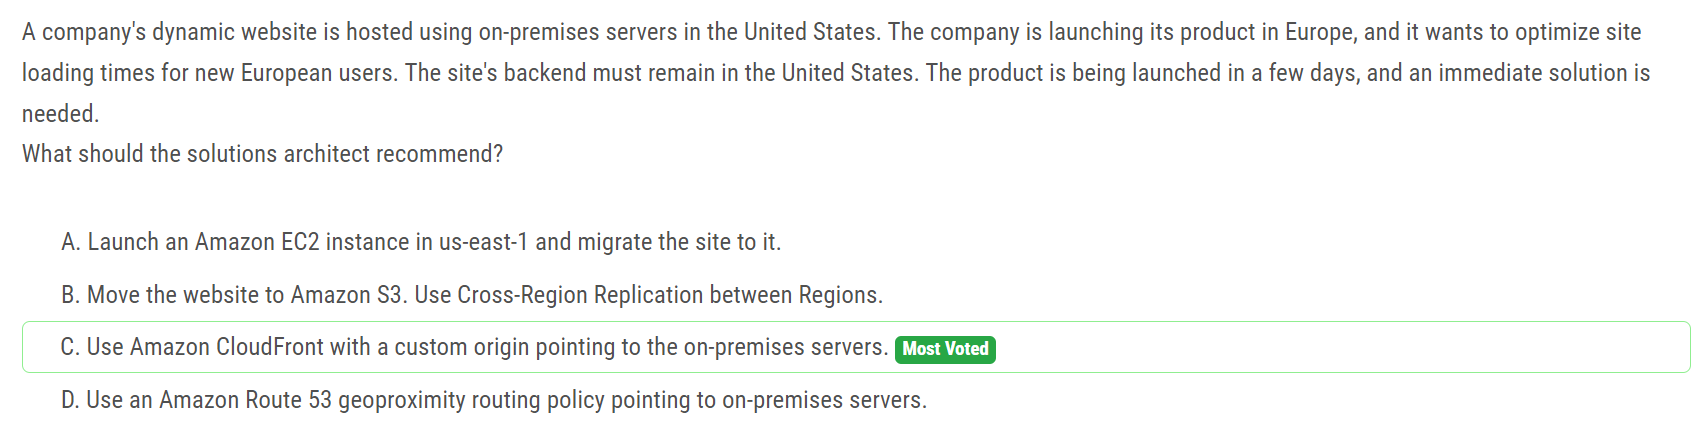 A company's dynamic website is hosted using on-premises servers in the United States. The company is launching its product in Europe, and it wants to optimize site
loading times for new European users. The site's backend must remain in the United States. The product is being launched in a few days, and an immediate solution is
needed.
What should the solutions architect recommend?
A. Launch an Amazon EC2 instance in us-east-1 and migrate the site to it.
B. Move the website to Amazon S3. Use Cross-Region Replication between Regions.
C. Use Amazon CloudFront with a custom origin pointing to the on-premises servers. Most Voted
D. Use an Amazon Route 53 geoproximity routing policy pointing to on-premises servers.